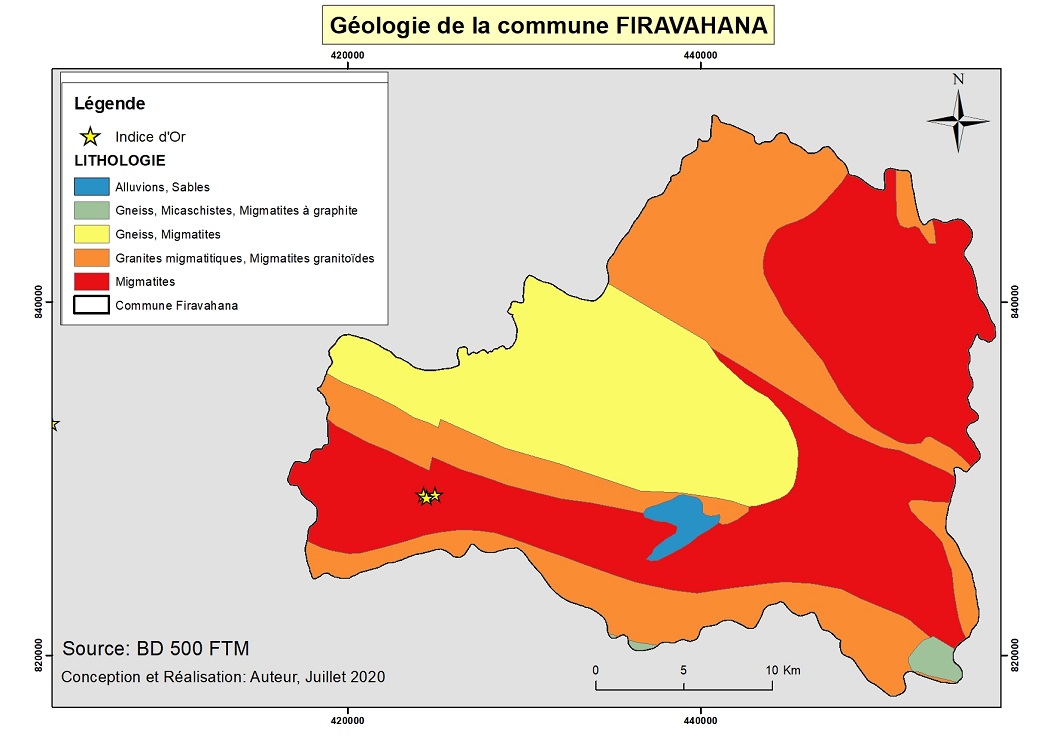 Géologie de la commune FIRAVAHANA
420000
440000
N
Légende
Indice d'Or
LITHOLOGIE
Alluvions, Sables
Gneiss, Micaschistes, Migmatites à graphite
Gneiss, Migmatites
Granites migmatitiques, Migmatites granitoïdes
Migmatites
Commune Firavahana
840000
840000
820000
820000
Source: BD 500 FTM
Conception et Réalisation: Auteur, Juillet 2020
0 5 10 Km
420000
440000